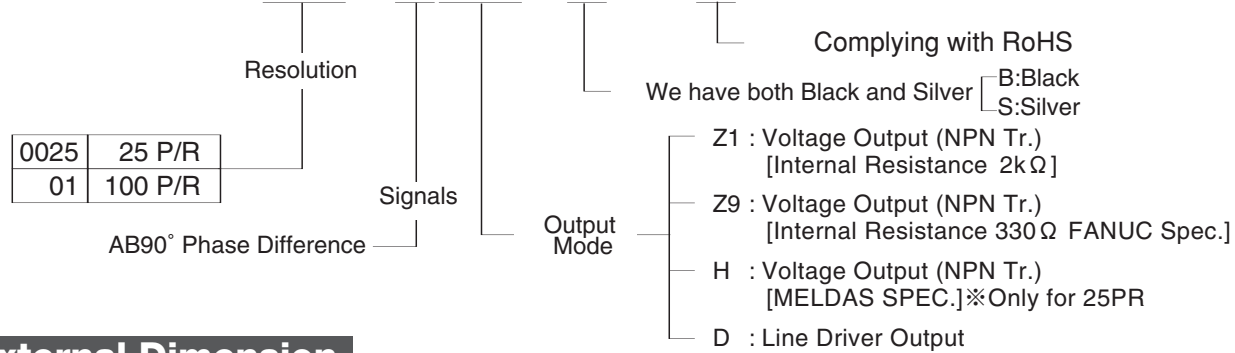 Complying with RoHS
Resolution
We have both Black and Silver
B:Black
S:Silver
0025 25 P/R
01 100 P/R
Signals
AB90˚ Phase Difference
Output
Mode
Z1 : Voltage Output (NPN Tr.)
[Internal Resistance 2kΩ]
Z9 : Voltage Output (NPN Tr.)
[Internal Resistance 330Ω FANUC Spec.]
H : Voltage Output (NPN Tr.)
[MELDAS SPEC.]※Only for 25PR
D : Line Driver Output